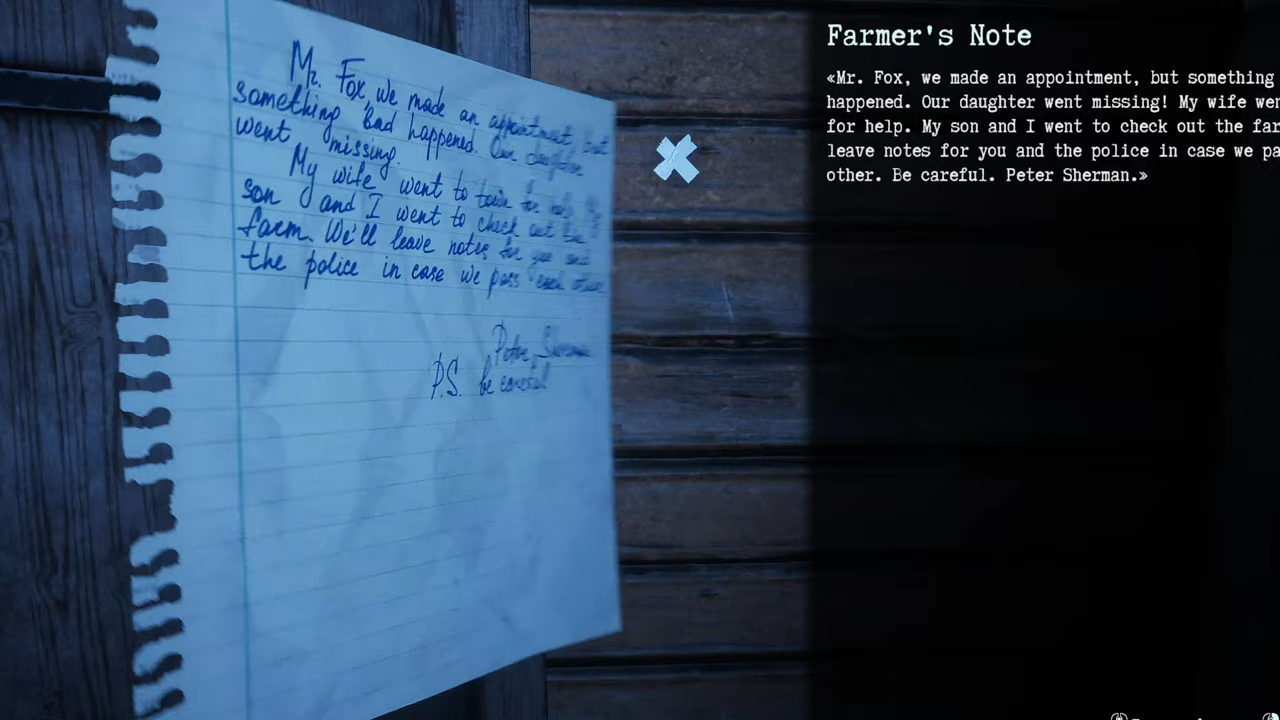 Mr. Fox we made an appointment, but
something bad happened. Our daughter
went missing.
My wife went to town for help. My
son and I went to check out the
farm. We'll leave notes for you and
the police in case we pass each other
Peter Sherman
P.S. be careful
Farmer's Note
«Mr. Fox, we made an appointment, but something
happened. Our daughter went missing! My wife wen
for help. My son and I went to check out the far
leave notes for you and the police in case we pa
other. Be careful. Peter Sherman.»